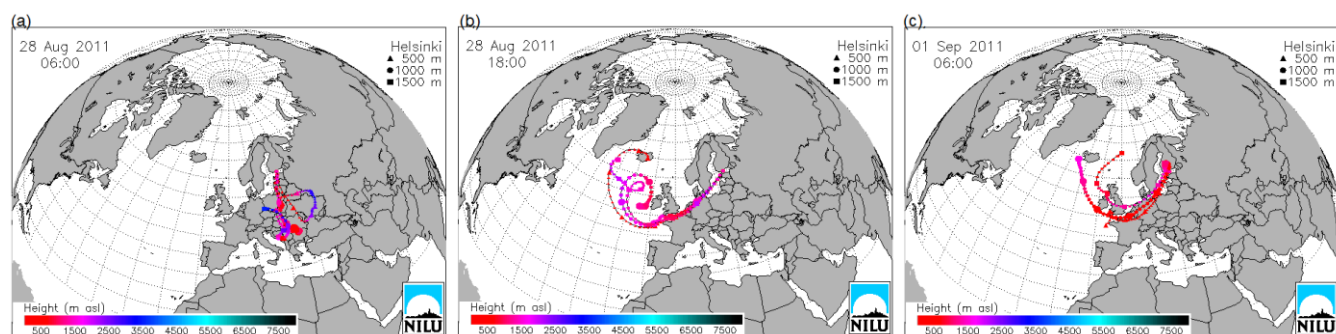 (a)
28 Aug 2011
06:00
Helsinki
▲ 500 m
● 1000 m
■ 1500 m
Height (m asl)
500 1500 2500 3500 4500 5500 6500 7500
NILU
(b)
28 Aug 2011
18:00
Helsinki
▲ 500 m
● 1000 m
■ 1500 m
Height (m asl)
500 1500 2500 3500 4500 5500 6500 7500
NILU
(c)
01 Sep 2011
06:00
Helsinki
▲ 500 m
● 1000 m
■ 1500 m
Height (m asl)
500 1500 2500 3500 4500 5500 6500 7500
NILU